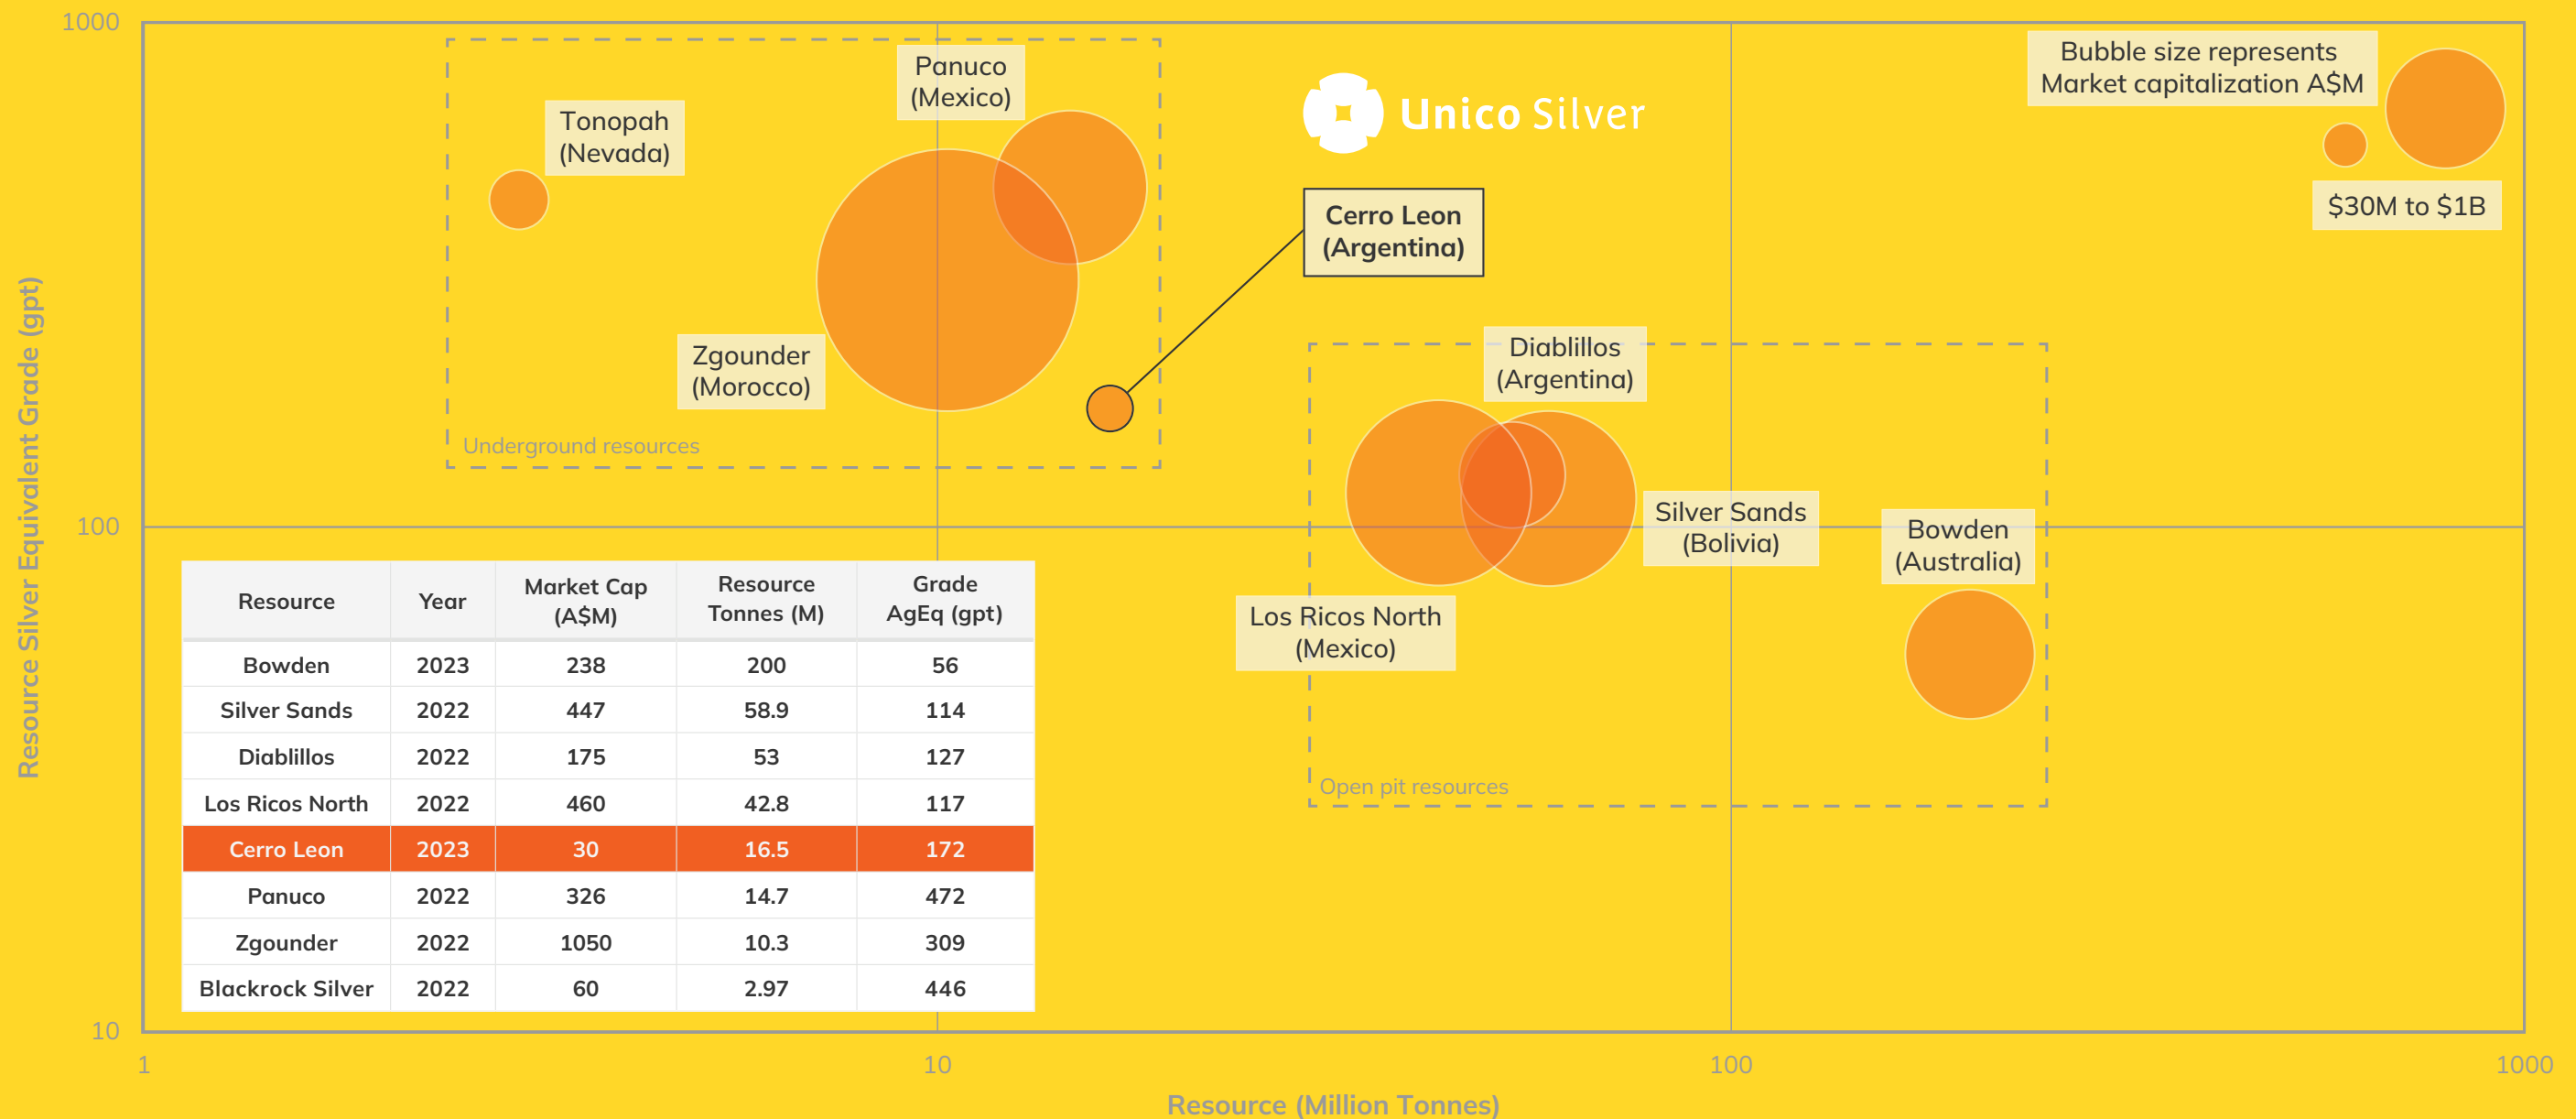 1000
Panuco
(Mexico)
Bubble size represents
Market capitalization A$M
Tonopah
(Nevada)
Unico Silver
$30M to $1B
Cerro Leon
(Argentina)
Zgounder
(Morocco)
Diablillos
(Argentina)
Underground resources
Resource Silver Equivalent Grade (gpt)
100
Silver Sands
(Bolivia)
Bowden
(Australia)
Los Ricos North
(Mexico)
Open pit resources
Resource Year Market Cap (A$M) Resource Tonnes (M) Grade AgEq (gpt)
Bowden 2023 238 200 56
Silver Sands 2022 447 58.9 114
Diablillos 2022 175 53 127
Los Ricos North 2022 460 42.8 117
Cerro Leon 2023 30 16.5 172
Panuco 2022 326 14.7 472
Zgounder 2022 1050 10.3 309
Blackrock Silver 2022 60 2.97 446
10
1 10 100 1000
Resource (Million Tonnes)